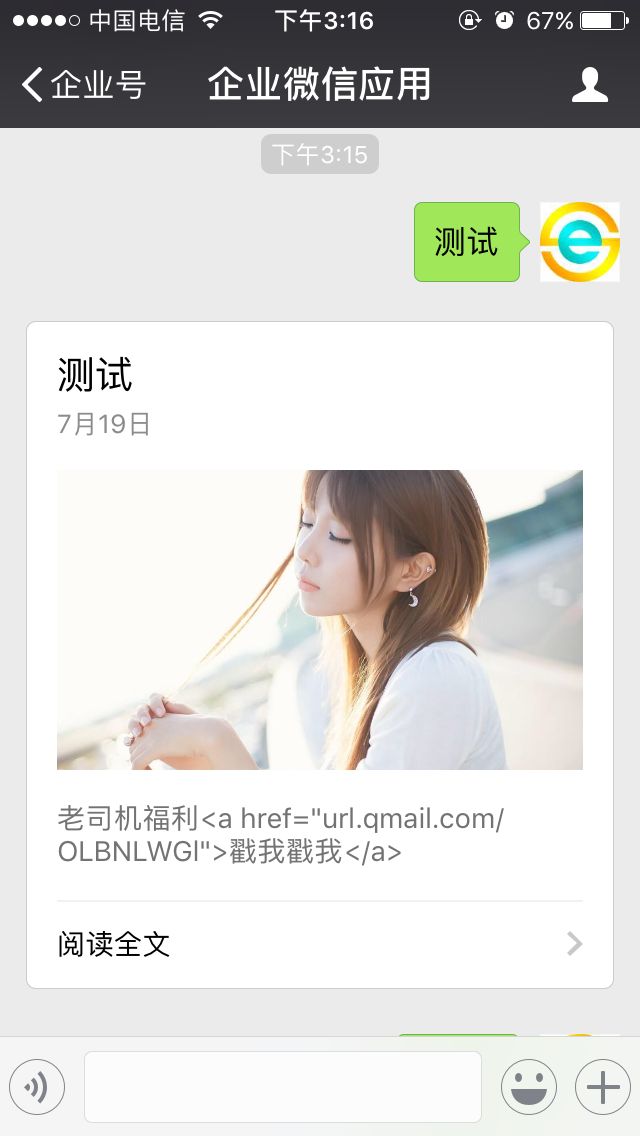 中国电信 下午3:16 67%
企业号 企业微信应用
下午3:15
测试
测试
7月19日
老司机福利<a href="url.qmail.com/
OLBNLWGl">戳我戳我</a>
阅读全文